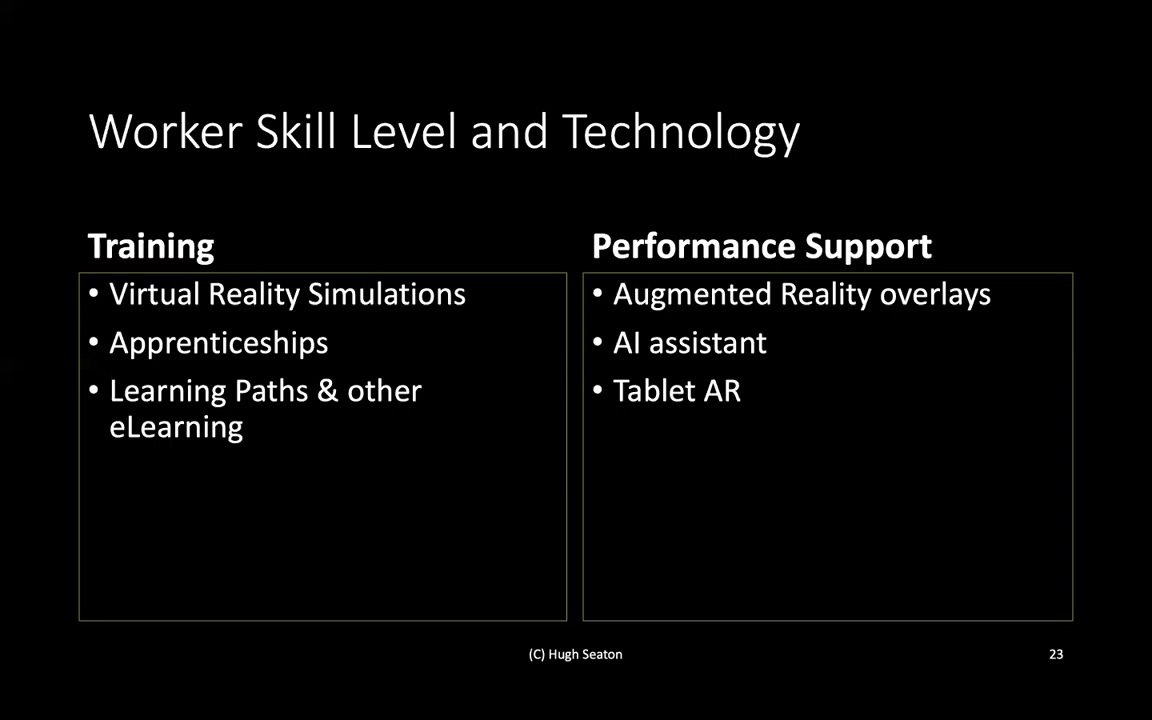 Worker Skill Level and Technology
Training
• Virtual Reality Simulations
• Apprenticeships
• Learning Paths & other
eLearning
Performance Support
• Augmented Reality overlays
• AI assistant
• Tablet AR
(C) Hugh Seaton
23